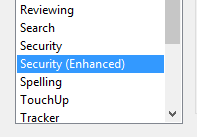 Reviewing
Search
Security
Security (Enhanced)
Spelling
TouchUp
Tracker